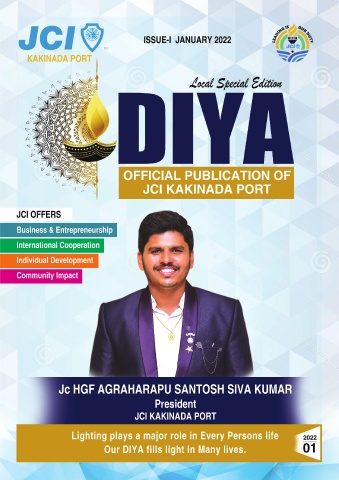 JCI
KAKINADA PORT
ISSUE-I JANUARY 2022
JCI
Local Special Edition
DIYA
OFFICIAL PUBLICATION OF
JCI KAKINADA PORT
JCI OFFERS
Business & Entrepreneurship
International Cooperation
Individual Development
Community Impact
Jc HGF AGRAHARAPU SANTOSH SIVA KUMAR
President
JCI KAKINADA PORT
Lighting plays a major role in Every Persons life
Our DIYA fills light in Many lives.
2022
01